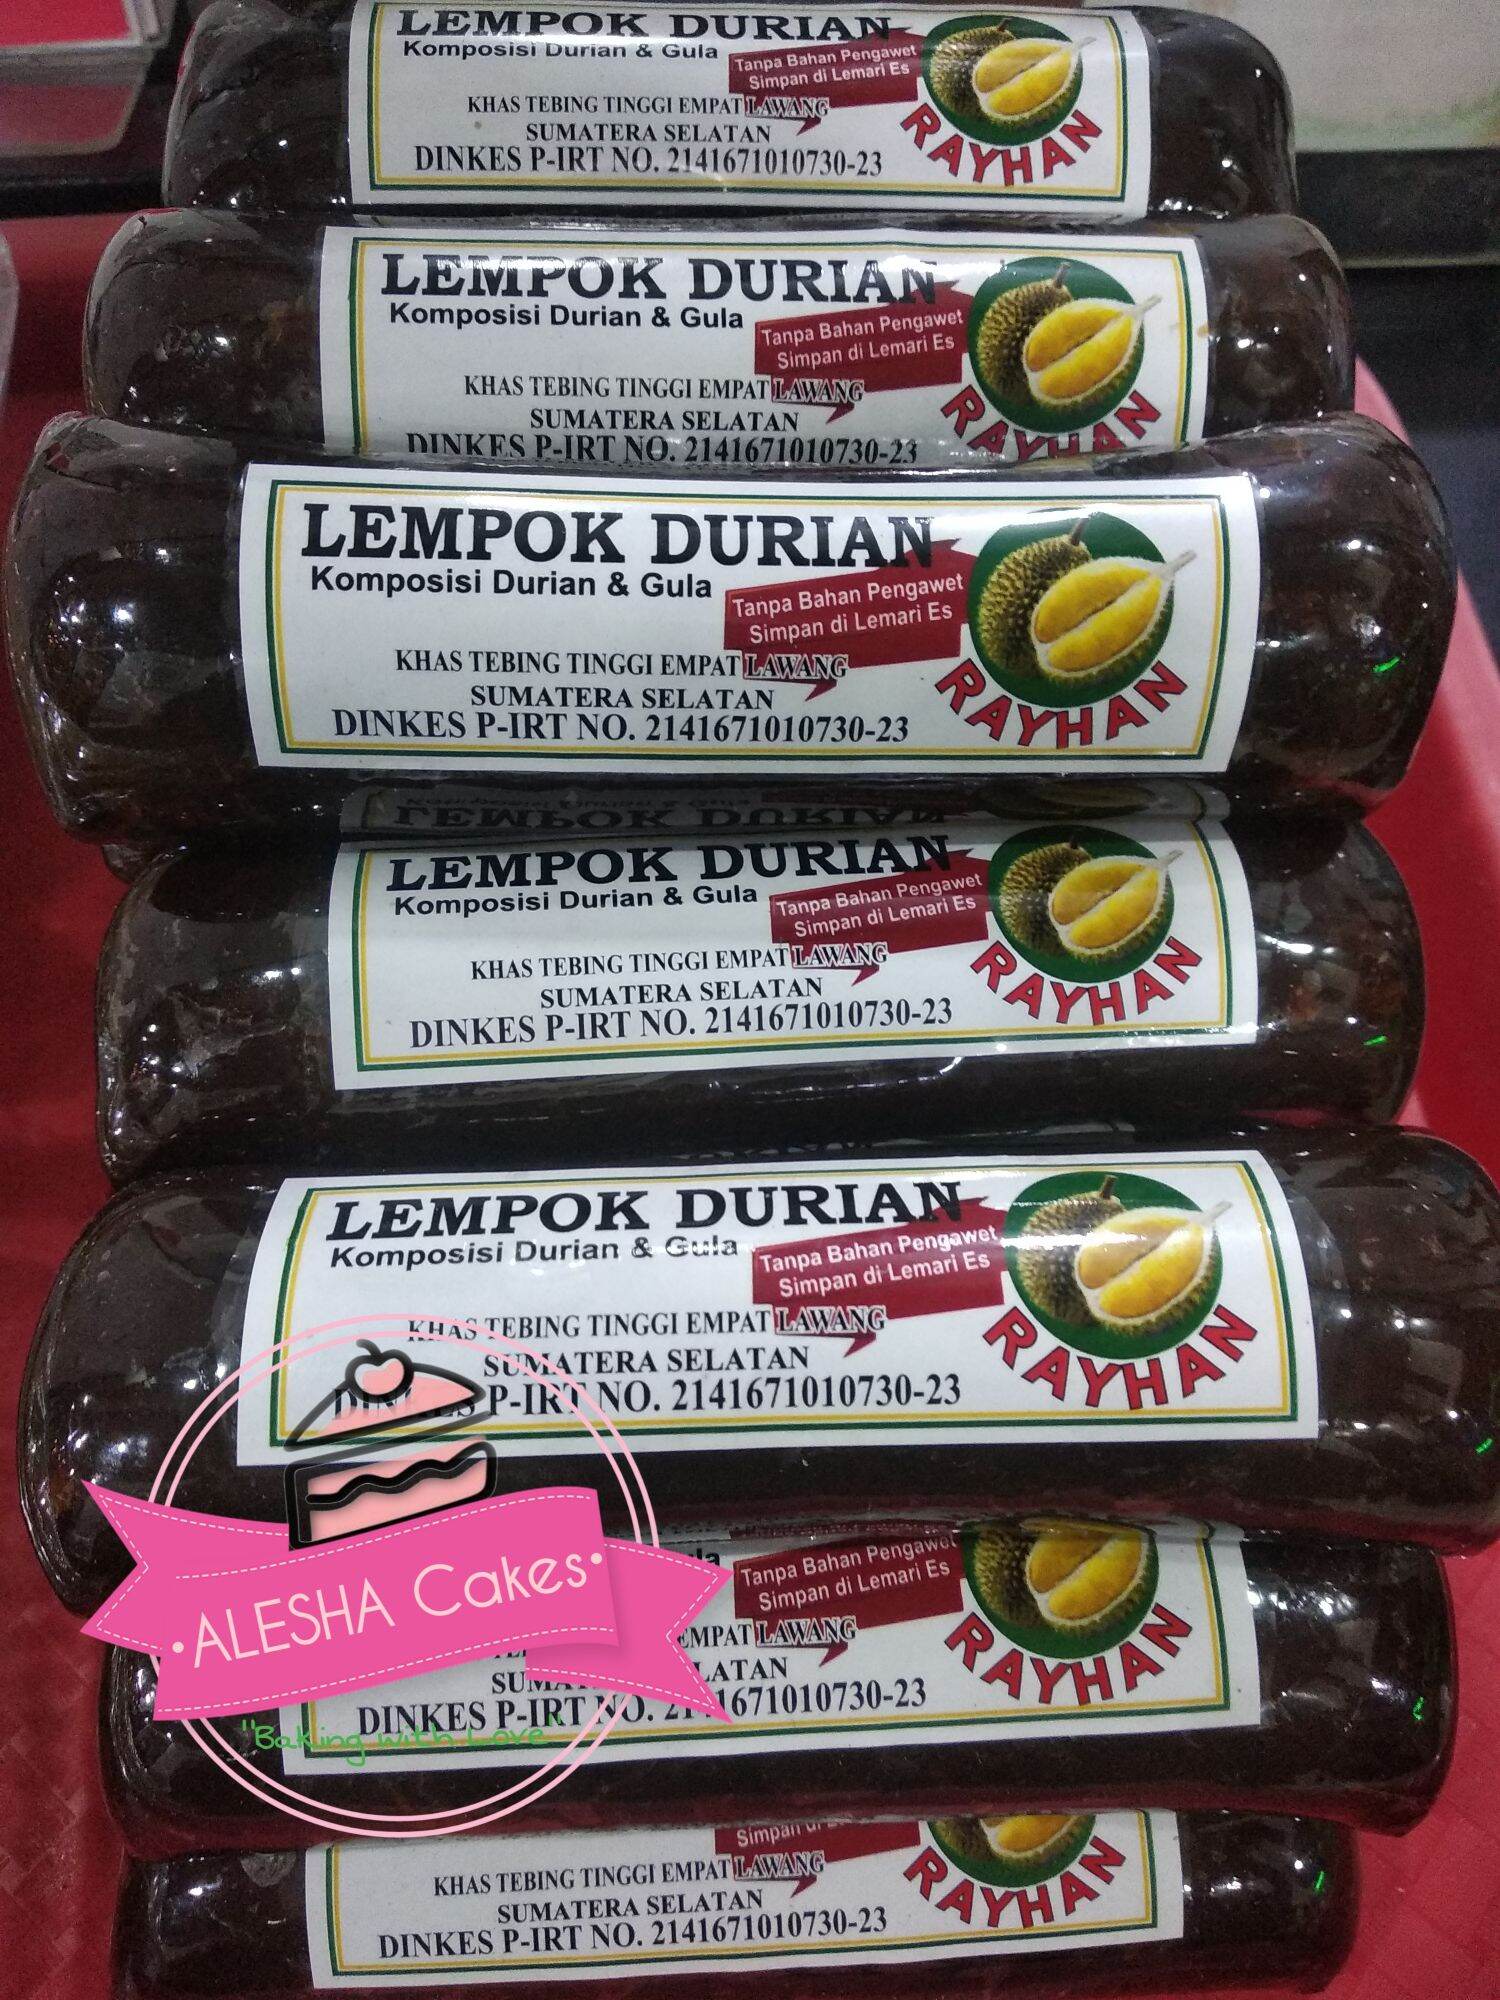 LEMPOK DURIAN
Komposisi Durian & Gula
Tanpa Bahan Pengawet
Simpan di Lemari Es
KHAS TEBING TINGGI EMPAT LAWANG
SUMATERA SELATAN
DINKES P-IRT NO. 2141671010730-23
RAYHAN
LEMPOK DURIAN
Komposisi Durian & Gula
Tanpa Bahan Pengawet
Simpan di Lemari Es
KHAS TEBING TINGGI EMPAT LAWANG
SUMATERA SELATAN
DINKES P-IRT NO. 2141671010730-23
RAYHAN
LEMPOK DURIAN
Komposisi Durian & Gula
Tanpa Bahan Pengawet
Simpan di Lemari Es
KHAS TEBING TINGGI EMPAT LAWANG
SUMATERA SELATAN
DINKES P-IRT NO. 2141671010730-23
RAYHAN
LEMPOK DURIAN
Komposisi Durian & Gula
Tanpa Bahan Pengawet
Simpan di Lemari Es
KHAS TEBING TINGGI EMPAT LAWANG
SUMATERA SELATAN
DINKES P-IRT NO. 2141671010730-23
RAYHAN
LEMPOK DURIAN
Komposisi Durian & Gula
Tanpa Bahan Pengawet
Simpan di Lemari Es
KHAS TEBING TINGGI EMPAT LAWANG
SUMATERA SELATAN
DINKES P-IRT NO. 2141671010730-23
RAYHAN
Tanpa Bahan Pengawet
Simpan di Lemari Es
EMPAT LAWANG
DINKES P-IRT NO.
RAYHAN
•ALESHA Cakes•
"Baking with Love"
Simpan
KHAS TEBING TINGGI EMPAT LAWANG
SUMATERA SELATAN
DINKES P-IRT NO. 2141671010730-23
RAYHAN